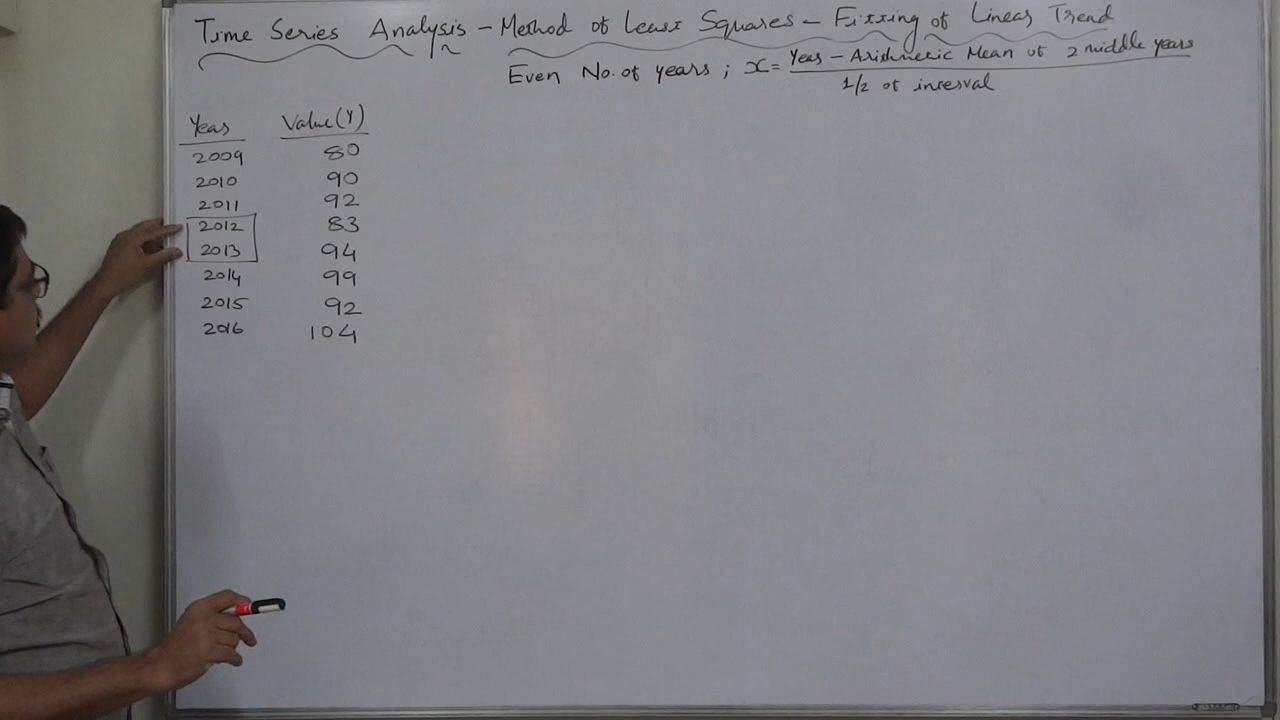 Time Series Analysis - Method of Least Squares - Fitting of Linear Trend
Even No. of years ; x = Year - Arithmetic Mean of 2 middle years
1/2 of interval
Year Value (Y)
2009 80
2010 90
2011 92
2012 83
2013 94
2014 99
2015 92
2016 104